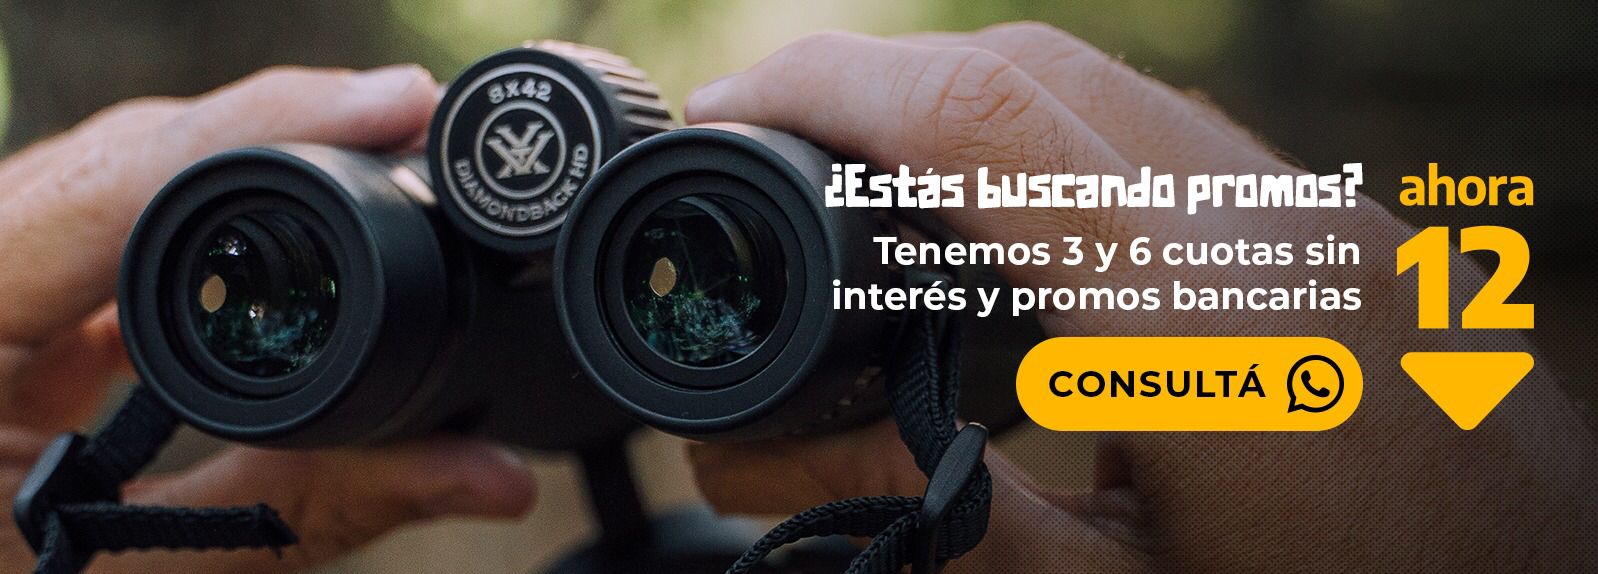 8x42
DIAMONDBACK HD
¿Estás buscando promos?
Tenemos 3 y 6 cuotas sin
interés y promos bancarias
CONSULTÁ
ahora
12